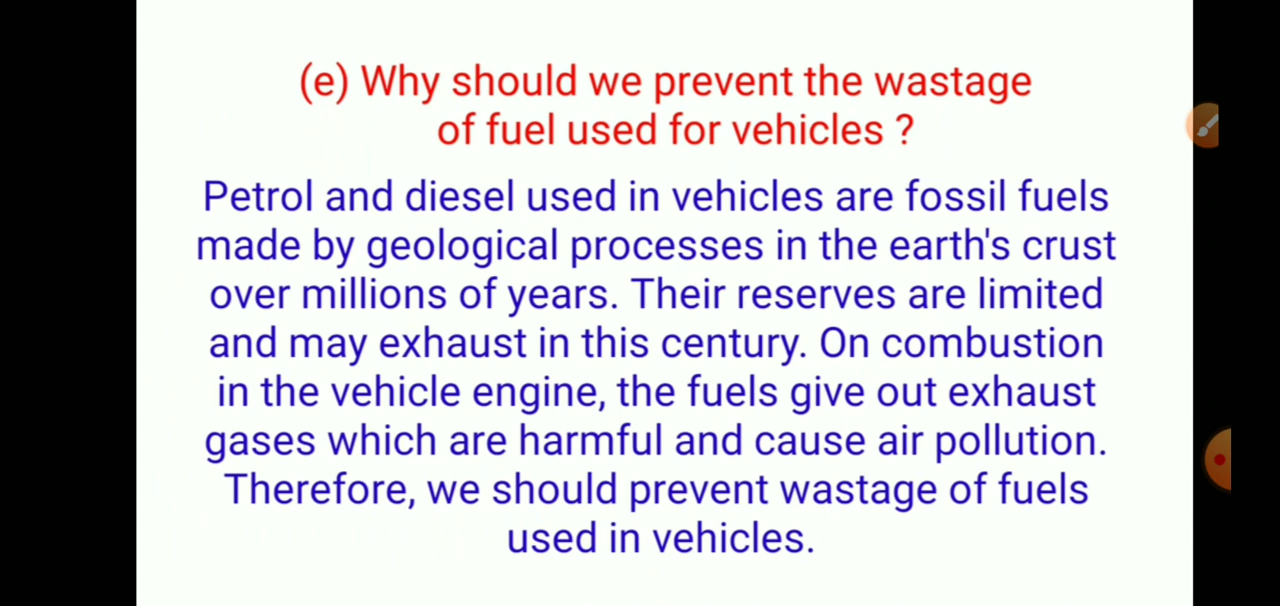 (e) Why should we prevent the wastage
of fuel used for vehicles ?
Petrol and diesel used in vehicles are fossil fuels
made by geological processes in the earth's crust
over millions of years. Their reserves are limited
and may exhaust in this century. On combustion
in the vehicle engine, the fuels give out exhaust
gases which are harmful and cause air pollution.
Therefore, we should prevent wastage of fuels
used in vehicles.